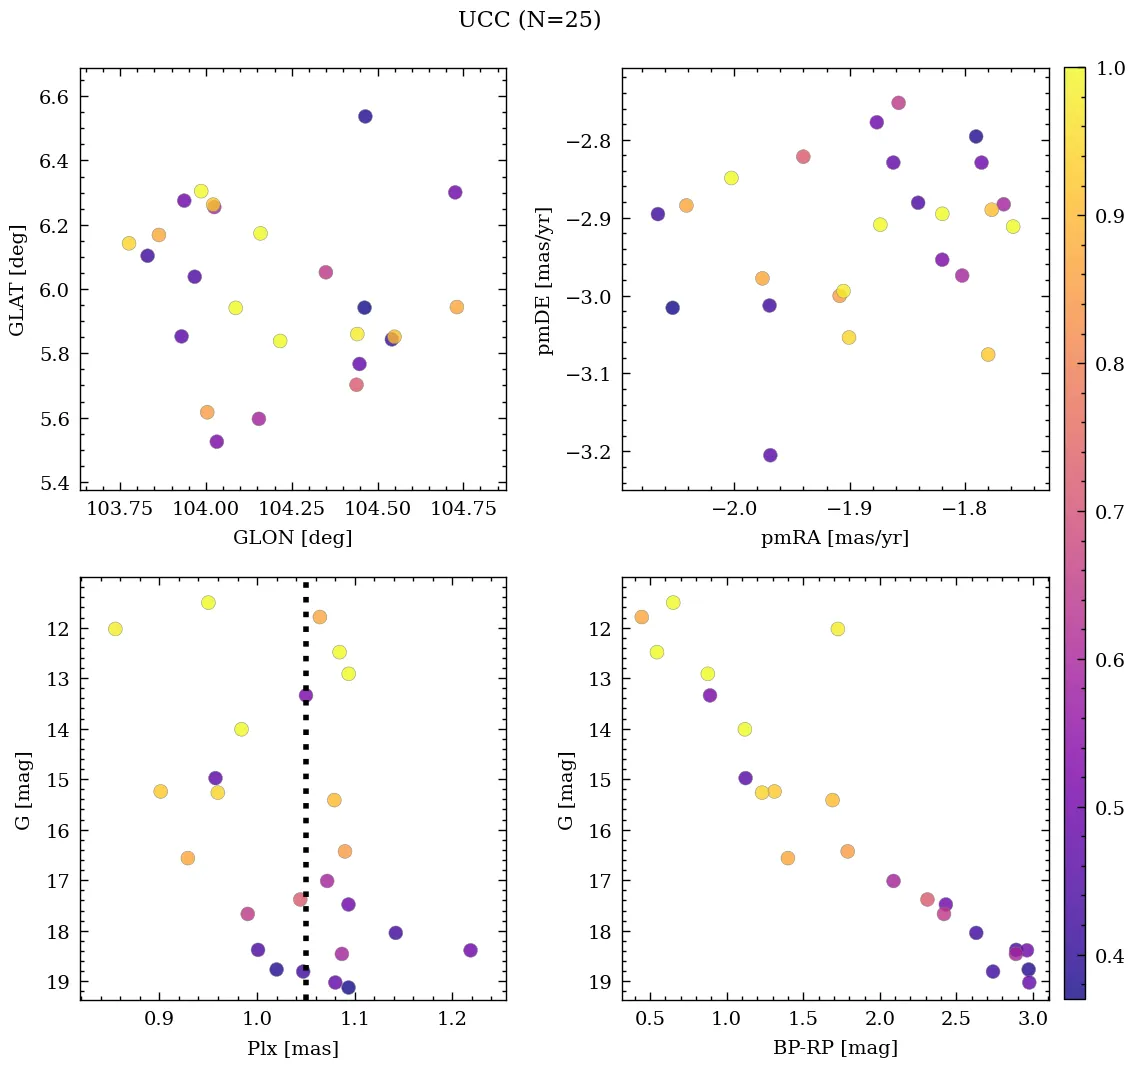 UCC (N=25)
6.6
6.4
6.2
6.0
5.8
5.6
5.4
GLAT [deg]
103.75 104.00 104.25 104.50 104.75
GLON [deg]
−2.8
−2.9
−3.0
−3.1
−3.2
pmDE [mas/yr]
−2.0 −1.9 −1.8
pmRA [mas/yr]
1.0
0.9
0.8
0.7
0.6
0.5
0.4
12
13
14
15
16
17
18
19
G [mag]
0.9 1.0 1.1 1.2
Plx [mas]
12
13
14
15
16
17
18
19
G [mag]
0.5 1.0 1.5 2.0 2.5 3.0
BP-RP [mag]